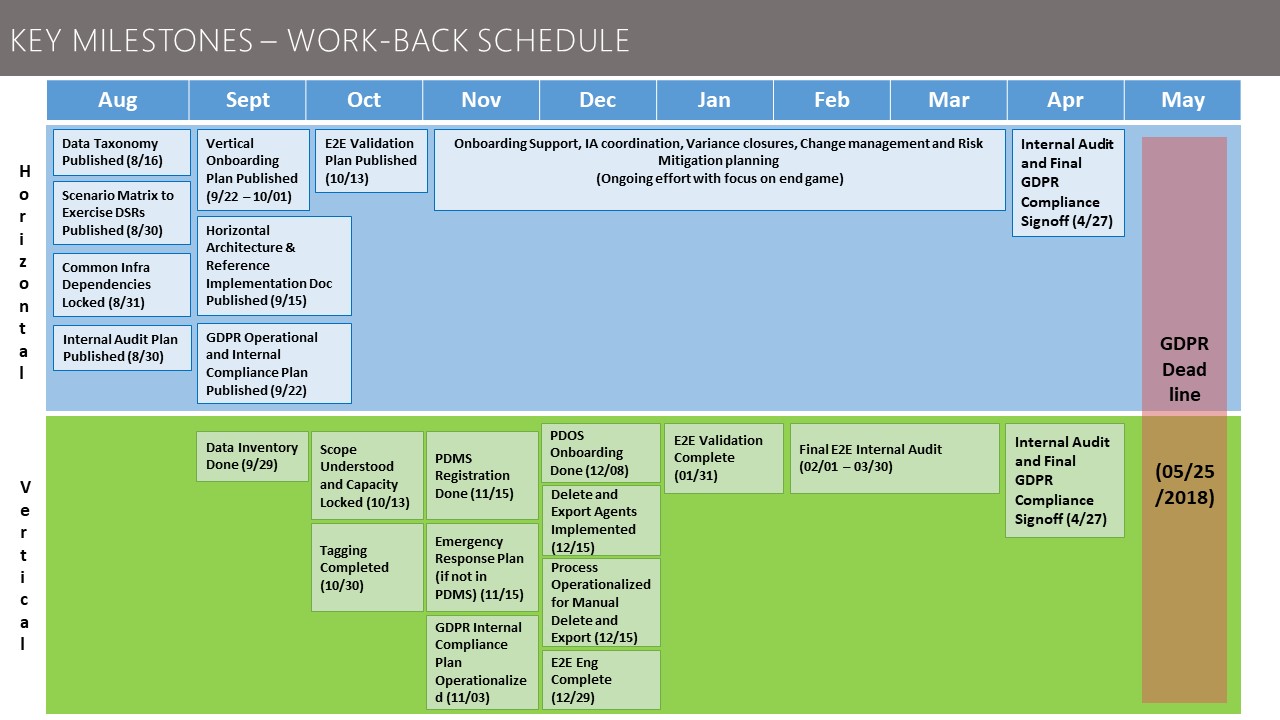 KEY MILESTONES – WORK-BACK SCHEDULE
Aug
Sept
Oct
Nov
Dec
Jan
Feb
Mar
Apr
May
Horizontal
Data Taxonomy
Published (8/16)
Scenario Matrix to
Exercise DSRs
Published (8/30)
Common Infra
Dependencies
Locked (8/31)
Internal Audit Plan
Published (8/30)
Vertical
Onboarding
Plan Published
(9/22 – 10/01)
Horizontal
Architecture &
Reference
Implementation Doc
Published (9/15)
GDPR Operational
and Internal
Compliance Plan
Published (9/22)
E2E Validation
Plan Published
(10/13)
Onboarding Support, IA coordination, Variance closures, Change management and Risk
Mitigation planning
(Ongoing effort with focus on end game)
Internal Audit
and Final
GDPR
Compliance
Signoff (4/27)
GDPR
Dead
line
(05/25
/2018)
Vertical
Data Inventory
Done (9/29)
Scope
Understood
and Capacity
Locked (10/13)
Tagging
Completed
(10/30)
PDMS
Registration
Done (11/15)
Emergency
Response Plan
(if not in
PDMS) (11/15)
GDPR Internal
Compliance
Plan
Operationalize
d (11/03)
PDOS
Onboarding
Done (12/08)
Delete and
Export Agents
Implemented
(12/15)
Process
Operationalized
for Manual
Delete and
Export (12/15)
E2E Eng
Complete
(12/29)
E2E Validation
Complete
(01/31)
Final E2E Internal Audit
(02/01 – 03/30)
Internal Audit
and Final
GDPR
Compliance
Signoff (4/27)